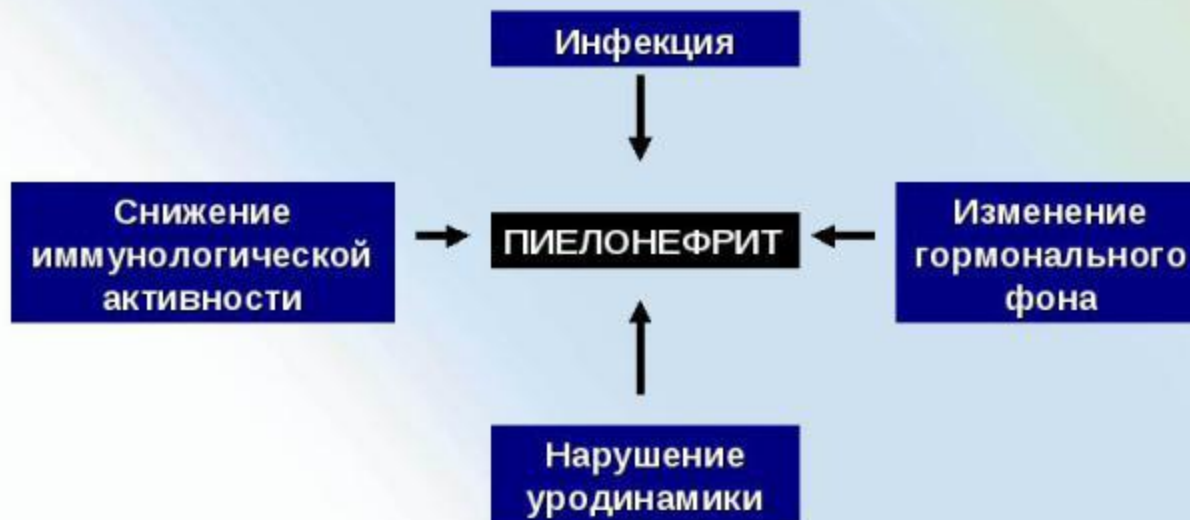 Инфекция
Снижение
иммунологической
активности
ПИЕЛОНЕФРИТ
Изменение
гормонального
фона
Нарушение
уродинамики